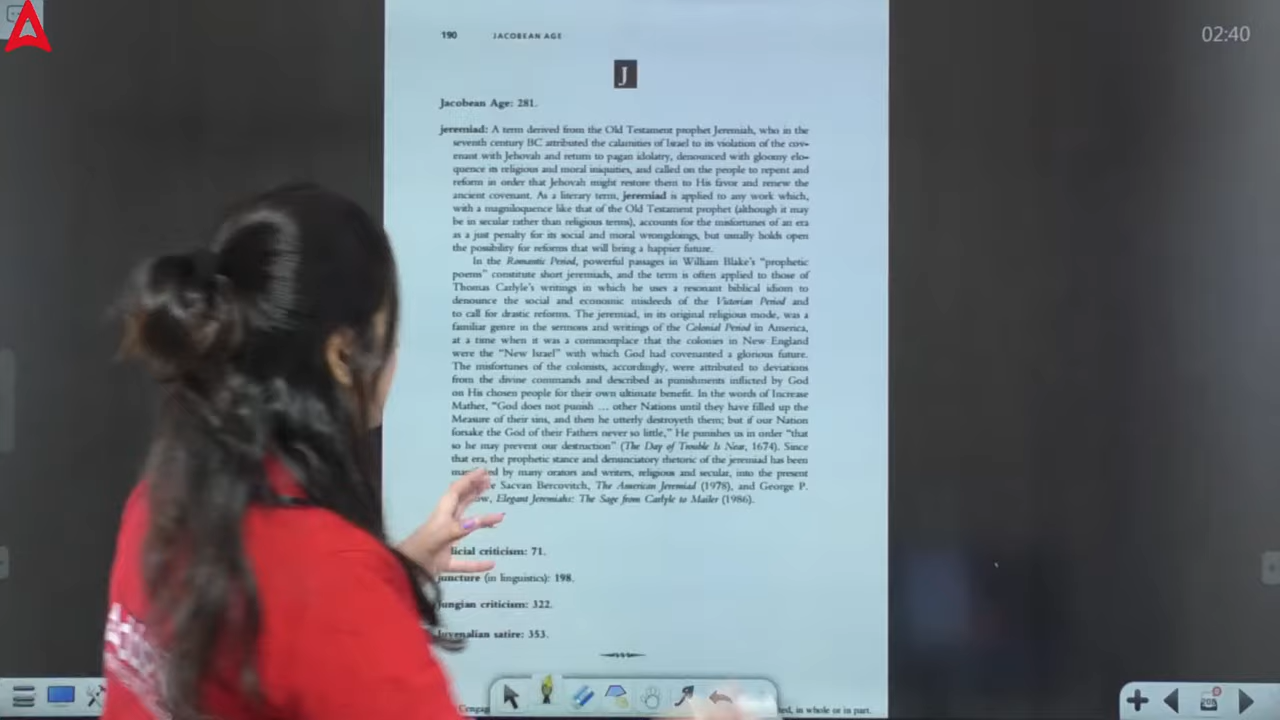 02:40
190 JACOBEAN AGE
J
Jacobean Age: 281.
jeremiad: A term derived from the Old Testament prophet Jeremiah, who in the
seventh century BC attributed the calamities of Israel to its violation of the cov-
enant with Jehovah and return to pagan idolatry, denounced with gloomy elo-
quence its religious and moral iniquities, and called on the people to repent and
reform in order that Jehovah might restore them to His favor and renew the
ancient covenant. As a literary term, jeremiad is applied to any work which,
with a magniloquence like that of the Old Testament prophet (although it may
be in secular rather than religious terms), accounts for the misfortunes of an era
as a just penalty for its social and moral wrongdoings, but usually holds open
the possibility for reforms that will bring a happier future.
In the Romantic Period, powerful passages in William Blake's "prophetic
poems" constitute short jeremiads, and the term is often applied to those of
Thomas Carlyle's writings in which he uses a resonant biblical idiom to
denounce the social and economic misdeeds of the Victorian Period and
to call for drastic reforms. The jeremiad, in its original religious mode, was a
familiar genre in the sermons and writings of the Colonial Period in America,
at a time when it was a commonplace that the colonies in New England
were the "New Israel" with which God had covenanted a glorious future.
The misfortunes of the colonists, accordingly, were attributed to deviations
from the divine commands and described as punishments inflicted by God
on His chosen people for their own ultimate benefit. In the words of Increase
Mather, "God does not punish ... other Nations until they have filled up the
Measure of their sins, and then he utterly destroyeth them; but if our Nation
forsake the God of their Fathers never so little," He punishes us in order "that
so he may prevent our destruction" (The Day of Trouble Is Near, 1674). Since
that era, the prophetic stance and denunciatory rhetoric of the jeremiad has been
by many orators and writers, religious and secular, into the present
Sacvan Bercovitch, The American Jeremiad (1978), and George P.
Elegant Jeremiahs: The Sage from Carlyle to Mailer (1986).
criticism: 71.
juncture (in linguistics): 198.
Jungian criticism: 322.
Juvenalian satire: 353.
in whole or in part.